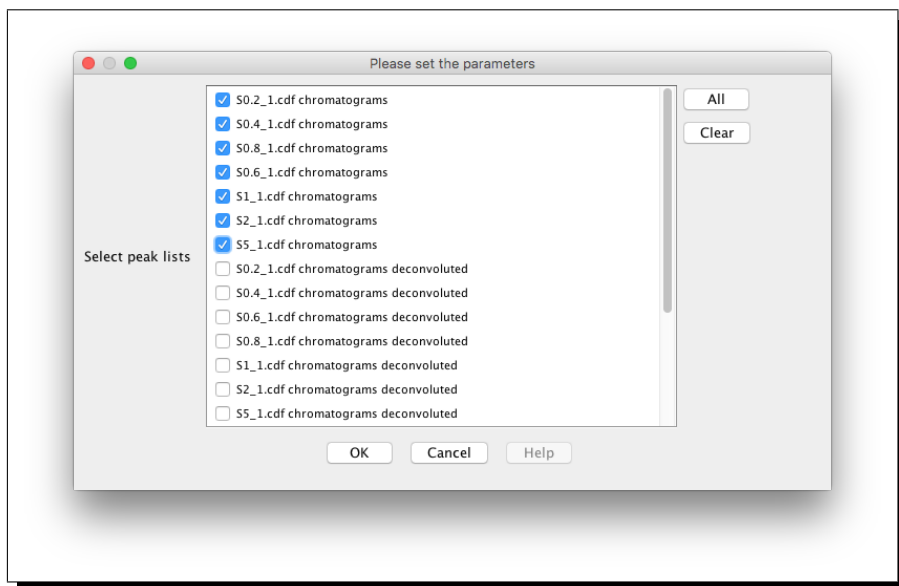 Please set the parameters
S0.2_1.cdf chromatograms
All
S0.4_1.cdf chromatograms
Clear
S0.8_1.cdf chromatograms
S0.6_1.cdf chromatograms
S1_1.cdf chromatograms
S2_1.cdf chromatograms
S5_1.cdf chromatograms
Select peak lists
S0.2_1.cdf chromatograms deconvoluted
S0.4_1.cdf chromatograms deconvoluted
S0.6_1.cdf chromatograms deconvoluted
S0.8_1.cdf chromatograms deconvoluted
S1_1.cdf chromatograms deconvoluted
S2_1.cdf chromatograms deconvoluted
S5_1.cdf chromatograms deconvoluted
OK Cancel Help